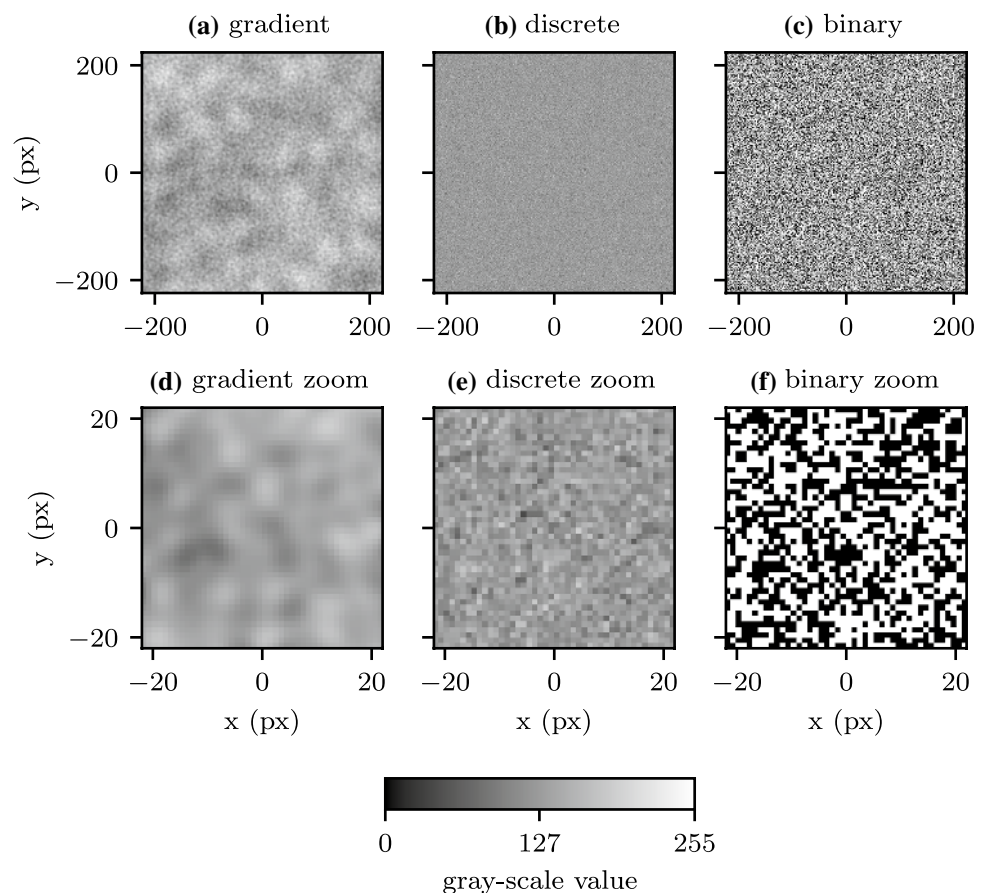 (a) gradient (b) discrete (c) binary
200
0
−200
y (px)
−200 0 200 −200 0 200 −200 0 200
(d) gradient zoom (e) discrete zoom (f) binary zoom
20
0
−20
y (px)
−20 0 20 −20 0 20 −20 0 20
x (px) x (px) x (px)
0 127 255
gray-scale value